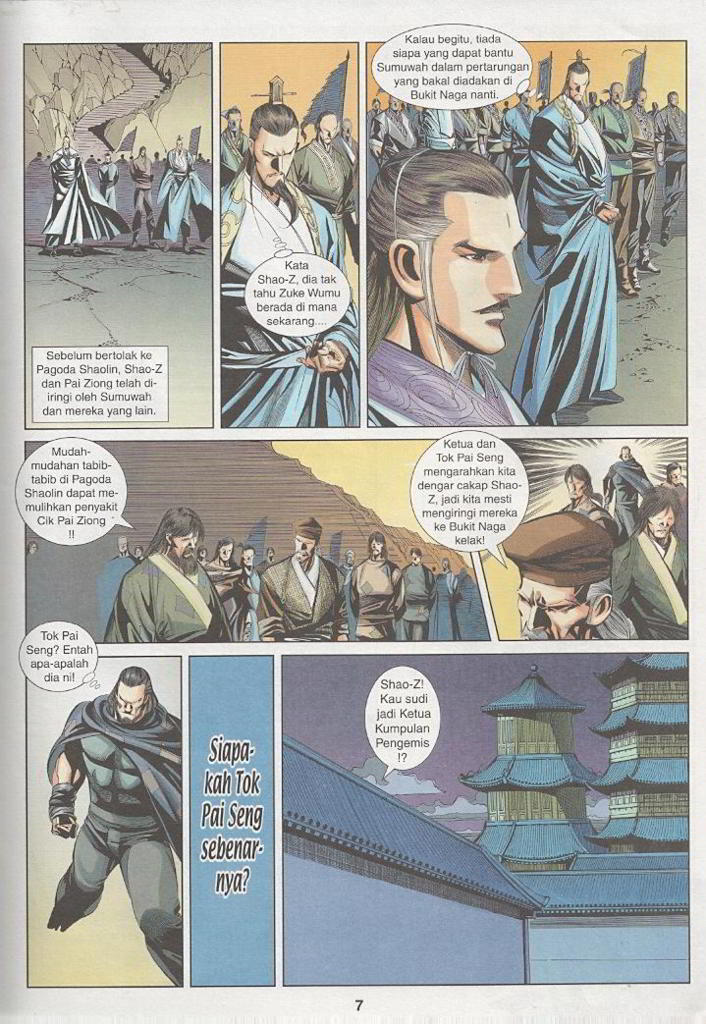 Sebelum bertolak ke
Pagoda Shaolin, Shao-Z
dan Pai Ziong telah di-
iringi oleh Sumuwah
dan mereka yang lain.
Kata
Shao-Z, dia tak
tahu Zuke Wumu
berada di mana
sekarang....
Kalau begitu, tiada
siapa yang dapat bantu
Sumuwah dalam pertarungan
yang bakal diadakan di
Bukit Naga nanti.
Mudah-
mudahan tabib-
tabib di Pagoda
Shaolin dapat me-
mulihkan penyakit
Cik Pai Ziong
!!
Ketua dan
Tok Pai Seng
mengarahkan kita
dengar cakap Shao-
Z, jadi kita mesti
mengiringi mereka
ke Bukit Naga
kelak!
Tok Pai
Seng? Entah
apa-apalah
dia ni!
Siapa-
kah Tok
Pai Seng
sebenar-
nya?
Shao-Z!
Kau sudi
jadi Ketua
Kumpulan
Pengemis
!?
7